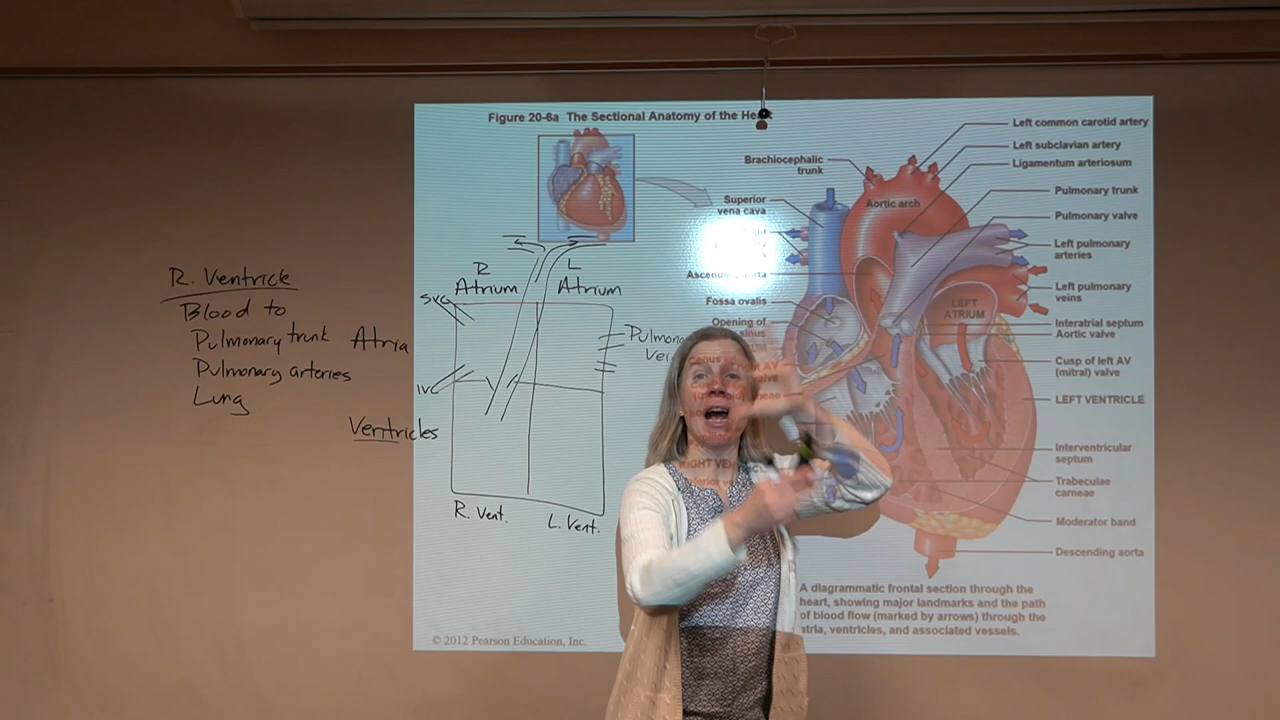 Figure 20-6a The Sectional Anatomy of the He
Left common carotid artery
Left subclavian artery
Ligamentum arteriosum
Pulmonary trunk
Pulmonary valve
Left pulmonary
arteries
Left pulmonary
veins
Interatrial septum
Aortic valve
Cusp of left AV
(mitral) valve
LEFT VENTRICLE
Interventricular
septum
Trabeculae
carneae
Moderator band
Descending aorta
Brachiocephalic
trunk
Superior
vena cava
Aortic arch
Fossa ovalis
Opening of
LEFT
ATRIUM
Conus
RIGHT
R. Ventricle
Blood to
Pulmonary trunk
Pulmonary arteries
Lung
Atria
Ventricles
R
Atrium
L
Atrium
SVC
IVC
R. Vent.
L. Vent.
A diagrammatic frontal section through the
heart, showing major landmarks and the path
of blood flow (marked by arrows) through the
atria, ventricles, and associated vessels.
© 2012 Pearson Education, Inc.